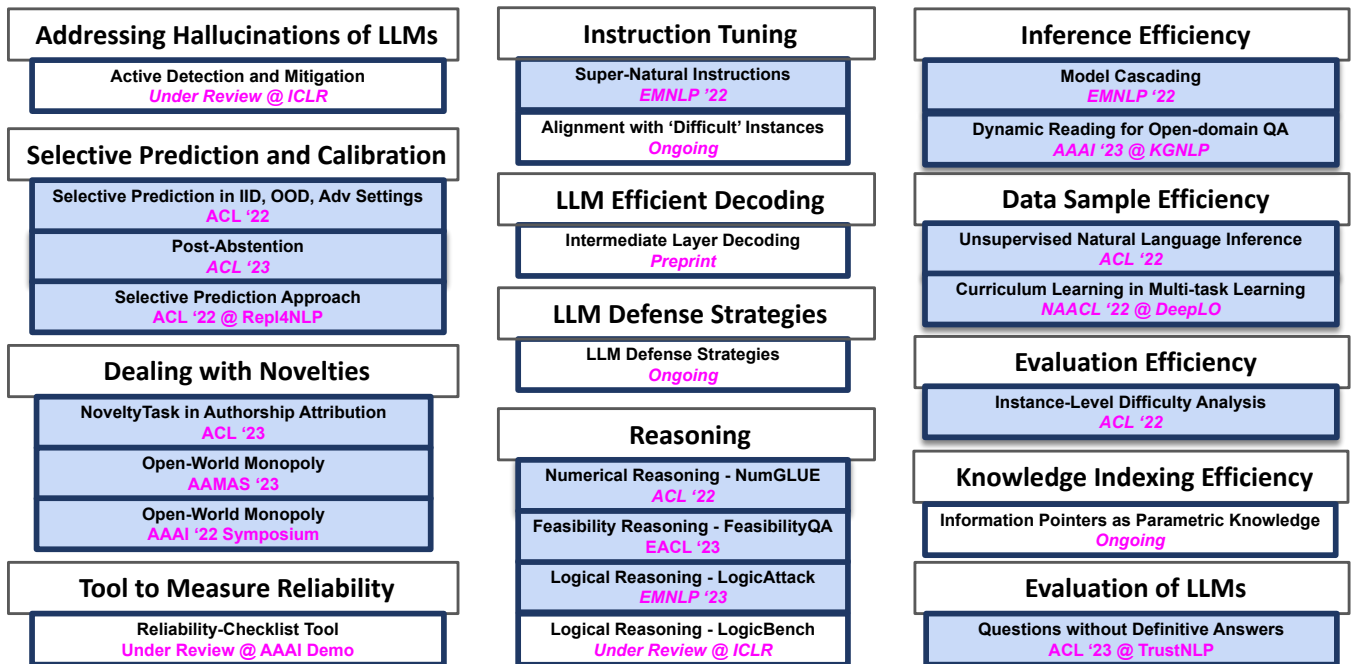 Addressing Hallucinations of LLMs
Active Detection and Mitigation
Under Review @ ICLR
Selective Prediction and Calibration
Selective Prediction in IID, OOD, Adv Settings
ACL ‘22
Post-Abstention
ACL ‘23
Selective Prediction Approach
ACL ‘22 @ Repl4NLP
Dealing with Novelties
NoveltyTask in Authorship Attribution
ACL ‘23
Open-World Monopoly
AAMAS ‘23
Open-World Monopoly
AAAI ‘22 Symposium
Tool to Measure Reliability
Reliability-Checklist Tool
Under Review @ AAAI Demo
Instruction Tuning
Super-Natural Instructions
EMNLP ’22
Alignment with ‘Difficult’ Instances
Ongoing
LLM Efficient Decoding
Intermediate Layer Decoding
Preprint
LLM Defense Strategies
LLM Defense Strategies
Ongoing
Reasoning
Numerical Reasoning - NumGLUE
ACL ’22
Feasibility Reasoning - FeasibilityQA
EACL ‘23
Logical Reasoning - LogicAttack
EMNLP ‘23
Logical Reasoning - LogicBench
Under Review @ ICLR
Inference Efficiency
Model Cascading
EMNLP ‘22
Dynamic Reading for Open-domain QA
AAAI ‘23 @ KGNLP
Data Sample Efficiency
Unsupervised Natural Language Inference
ACL ‘22
Curriculum Learning in Multi-task Learning
NAACL ‘22 @ DeepLO
Evaluation Efficiency
Instance-Level Difficulty Analysis
ACL ‘22
Knowledge Indexing Efficiency
Information Pointers as Parametric Knowledge
Ongoing
Evaluation of LLMs
Questions without Definitive Answers
ACL ‘23 @ TrustNLP